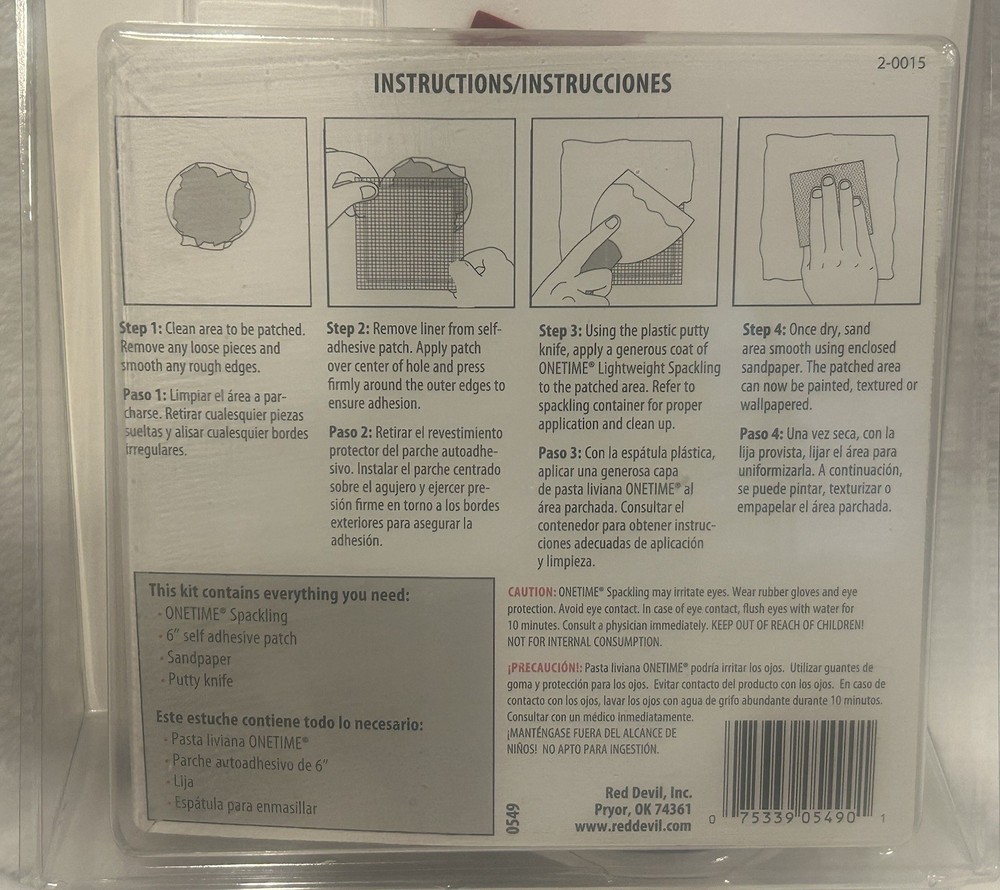 2-0015
INSTRUCTIONS/INSTRUCCIONES
Step 1: Clean area to be patched.
Remove any loose pieces and
smooth any rough edges.
Paso 1: Limpiar el área a par-
charse. Retirar cualesquier piezas
sueltas y alisar cualesquier bordes
irregulares.
Step 2: Remove liner from self-
adhesive patch. Apply patch
over center of hole and press
firmly around the outer edges to
ensure adhesion.
Paso 2: Retirar el revestimiento
protector del parche autoadhe-
sivo. Instalar el parche centrado
sobre el agujero y ejercer pre-
sión firme en torno a los bordes
exteriores para asegurar la
adhesión.
Step 3: Using the plastic putty
knife, apply a generous coat of
ONETIME® Lightweight Spackling
to the patched area. Refer to
spackling container for proper
application and clean up.
Paso 3: Con la espátula plástica,
aplicar una generosa capa
de pasta liviana ONETIME® al
área parchada. Consultar el
contenedor para obtener instruc-
ciones adecuadas de aplicación
y limpieza.
Step 4: Once dry, sand
area smooth using enclosed
sandpaper. The patched area
can now be painted, textured or
wallpapered.
Paso 4: Una vez seca, con la
lija provista, lijar el área para
uniformizarla. A continuación,
se puede pintar, texturizar o
empapelar el área parchada.
This kit contains everything you need:
· ONETIME® Spackling
· 6” self adhesive patch
· Sandpaper
· Putty knife
Este estuche contiene todo lo necesario:
· Pasta liviana ONETIME®
· Parche autoadhesivo de 6”
· Lija
· Espátula para enmasillar
CAUTION: ONETIME® Spackling may irritate eyes. Wear rubber gloves and eye
protection. Avoid eye contact. In case of eye contact, flush eyes with water for
10 minutes. Consult a physician immediately. KEEP OUT OF REACH OF CHILDREN!
NOT FOR INTERNAL CONSUMPTION.
¡PRECAUCIÓN!: Pasta liviana ONETIME® podría irritar los ojos. Utilizar guantes de
goma y protección para los ojos. Evitar contacto del producto con los ojos. En caso de
contacto con los ojos, lavar los ojos con agua de grifo abundante durante 10 minutos.
Consultar con un médico inmediatamente.
¡MANTÉNGASE FUERA DEL ALCANCE DE
NIÑOS! NO APTO PARA INGESTIÓN.
0549
Red Devil, Inc.
Pryor, OK 74361
www.reddevil.com
0 75339 05490 1